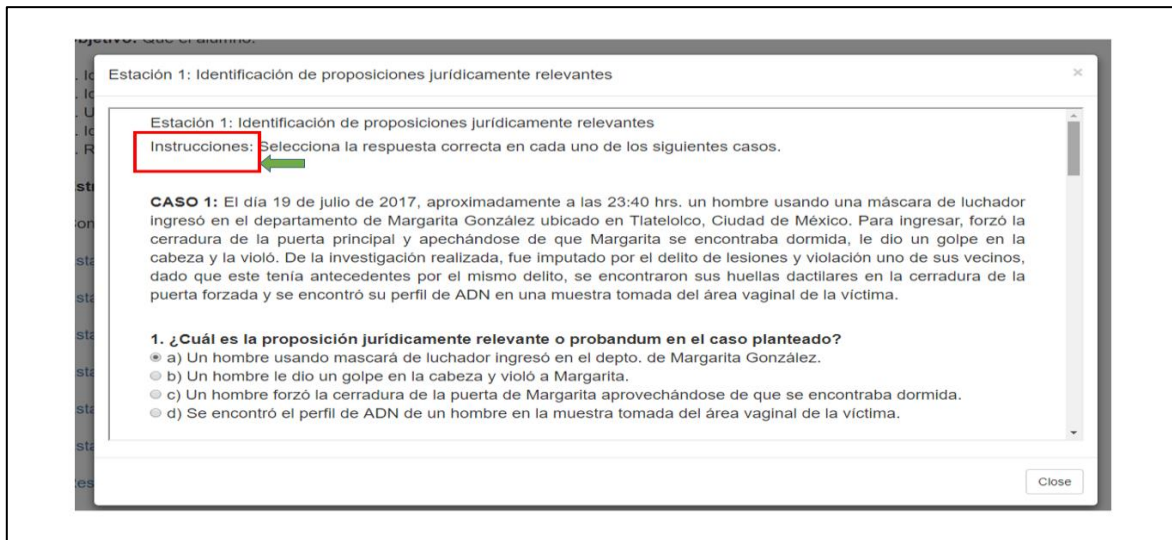 bjetivo: Que el alumno:
Estación 1: Identificación de proposiciones jurídicamente relevantes
×
Estación 1: Identificación de proposiciones jurídicamente relevantes
Instrucciones: Selecciona la respuesta correcta en cada uno de los siguientes casos.
CASO 1: El día 19 de julio de 2017, aproximadamente a las 23:40 hrs. un hombre usando una máscara de luchador
ingresó en el departamento de Margarita González ubicado en Tlatelolco, Ciudad de México. Para ingresar, forzó la
cerradura de la puerta principal y apechándose de que Margarita se encontraba dormida, le dio un golpe en la
cabeza y la violó. De la investigación realizada, fue imputado por el delito de lesiones y violación uno de sus vecinos,
dado que este tenía antecedentes por el mismo delito, se encontraron sus huellas dactilares en la cerradura de la
puerta forzada y se encontró su perfil de ADN en una muestra tomada del área vaginal de la víctima.
1. ¿Cuál es la proposición jurídicamente relevante o probandum en el caso planteado?
a) Un hombre usando mascará de luchador ingresó en el depto. de Margarita González.
b) Un hombre le dio un golpe en la cabeza y violó a Margarita.
c) Un hombre forzó la cerradura de la puerta de Margarita aprovechándose de que se encontraba dormida.
d) Se encontró el perfil de ADN de un hombre en la muestra tomada del área vaginal de la víctima.
Close